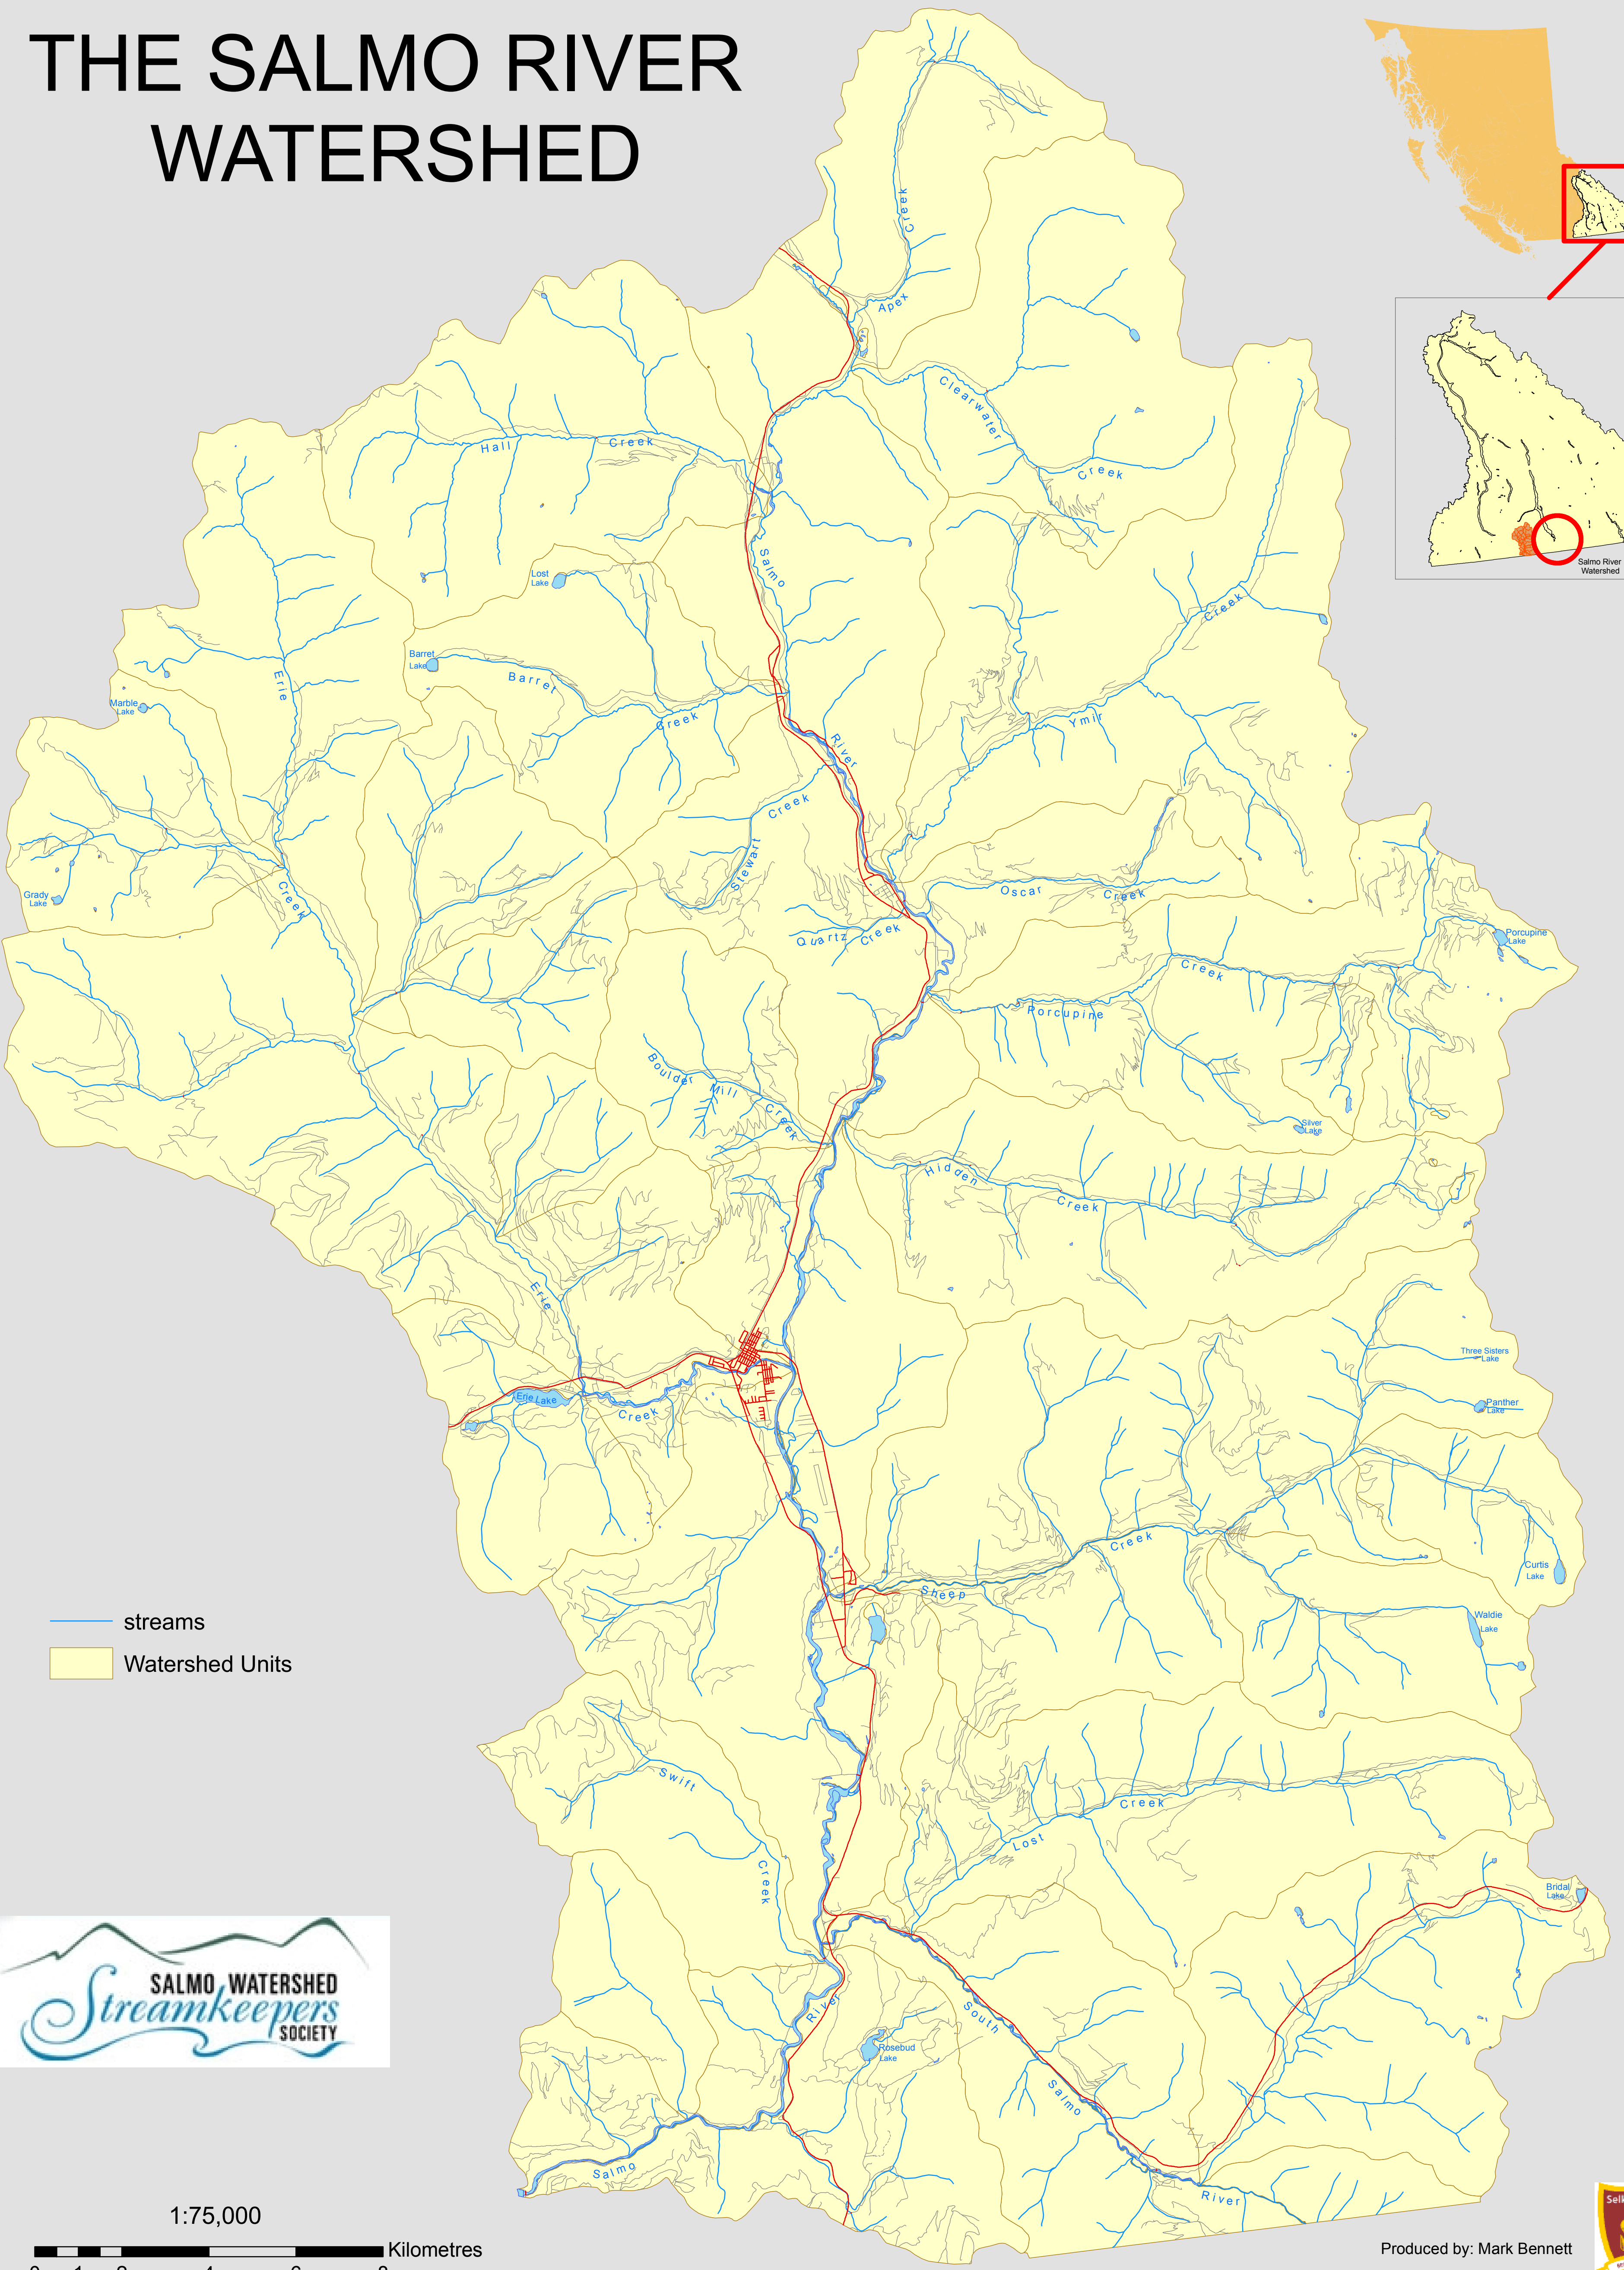 THE SALMO RIVER
WATERSHED
Creek
Apex
Clearwater
Creek
Hall
Creek
Salmo
Lost
Lake
Creek
Barret
Lake
Barret
Creek
Erie
Marble
Lake
Ymir
River
Creek
Stewart
Grady
Lake
Creek
Oscar
Creek
Quartz
Creek
Porcupine
Lake
Creek
Porcupine
Boulder
Mill
Creek
Silver
Lake
Hidden
Creek
Erie
Three Sisters
Lake
Panther
Lake
Erie Lake
Creek
Creek
Sheep
Curtis
Lake
Waldie
Lake
Swift
Creek
Creek
Lost
Bridal
Lake
River
South
Rosebud
Lake
Salmo
Salmo
River
Salmo River
Watershed
streams
Watershed Units
SALMO WATERSHED
Streamkeepers
SOCIETY
1:75,000
Kilometres
Produced by: Mark Bennett
Selk